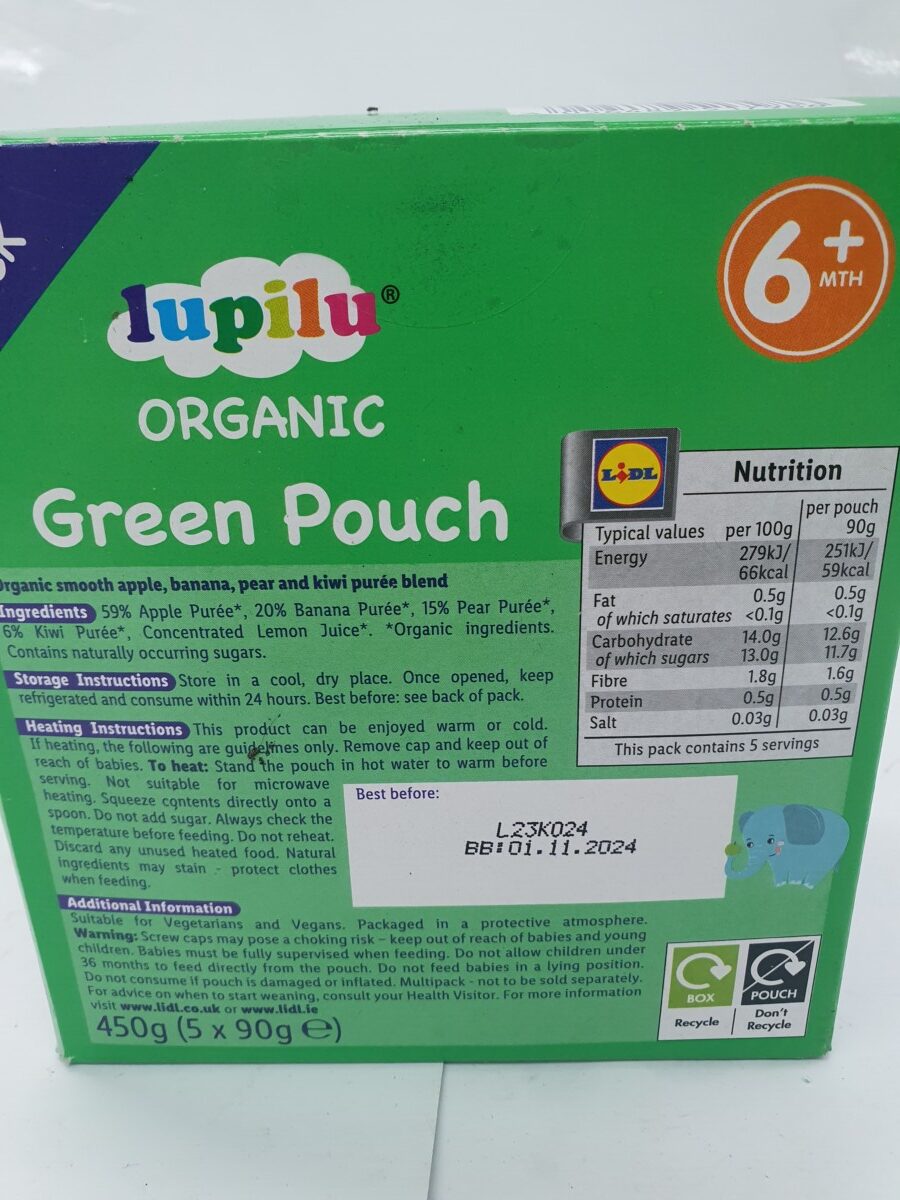 lupilu®
6+
MTH
ORGANIC
Green Pouch
Organic smooth apple, banana, pear and kiwi purée blend
Ingredients 59% Apple Purée*, 20% Banana Purée*, 15% Pear Purée*,
6% Kiwi Purée*, Concentrated Lemon Juice*. *Organic ingredients.
Contains naturally occurring sugars.
Storage Instructions Store in a cool, dry place. Once opened, keep
refrigerated and consume within 24 hours. Best before: see back of pack.
Heating Instructions This product can be enjoyed warm or cold.
If heating, the following are guidelines only. Remove cap and keep out of
reach of babies. To heat: Stand the pouch in hot water to warm before
serving. Not suitable for microwave
heating. Squeeze contents directly onto a
spoon. Do not add sugar. Always check the
temperature before feeding. Do not reheat.
Discard any unused heated food. Natural
ingredients may stain - protect clothes
when feeding.
LIDL
Nutrition
Typical values per 100g per pouch 90g
Energy 279kJ/ 66kcal 251kJ/ 59kcal
Fat 0.5g 0.5g
of which saturates <0.1g <0.1g
Carbohydrate 14.0g 12.6g
of which sugars 13.0g 11.7g
Fibre 1.8g 1.6g
Protein 0.5g 0.5g
Salt 0.03g 0.03g
This pack contains 5 servings
Best before:
L23K024
BB:01.11.2024
Additional Information
Suitable for Vegetarians and Vegans. Packaged in a protective atmosphere.
Warning: Screw caps may pose a choking risk – keep out of reach of babies and young
children. Babies must be fully supervised when feeding. Do not allow children under
36 months to feed directly from the pouch. Do not feed babies in a lying position.
Do not consume if pouch is damaged or inflated. Multipack - not to be sold separately.
For advice on when to start weaning, consult your Health Visitor. For more information
visit www.lidl.co.uk or www.lidl.ie
450g (5 x 90g ℮)
BOX
Recycle
POUCH
Don't
Recycle